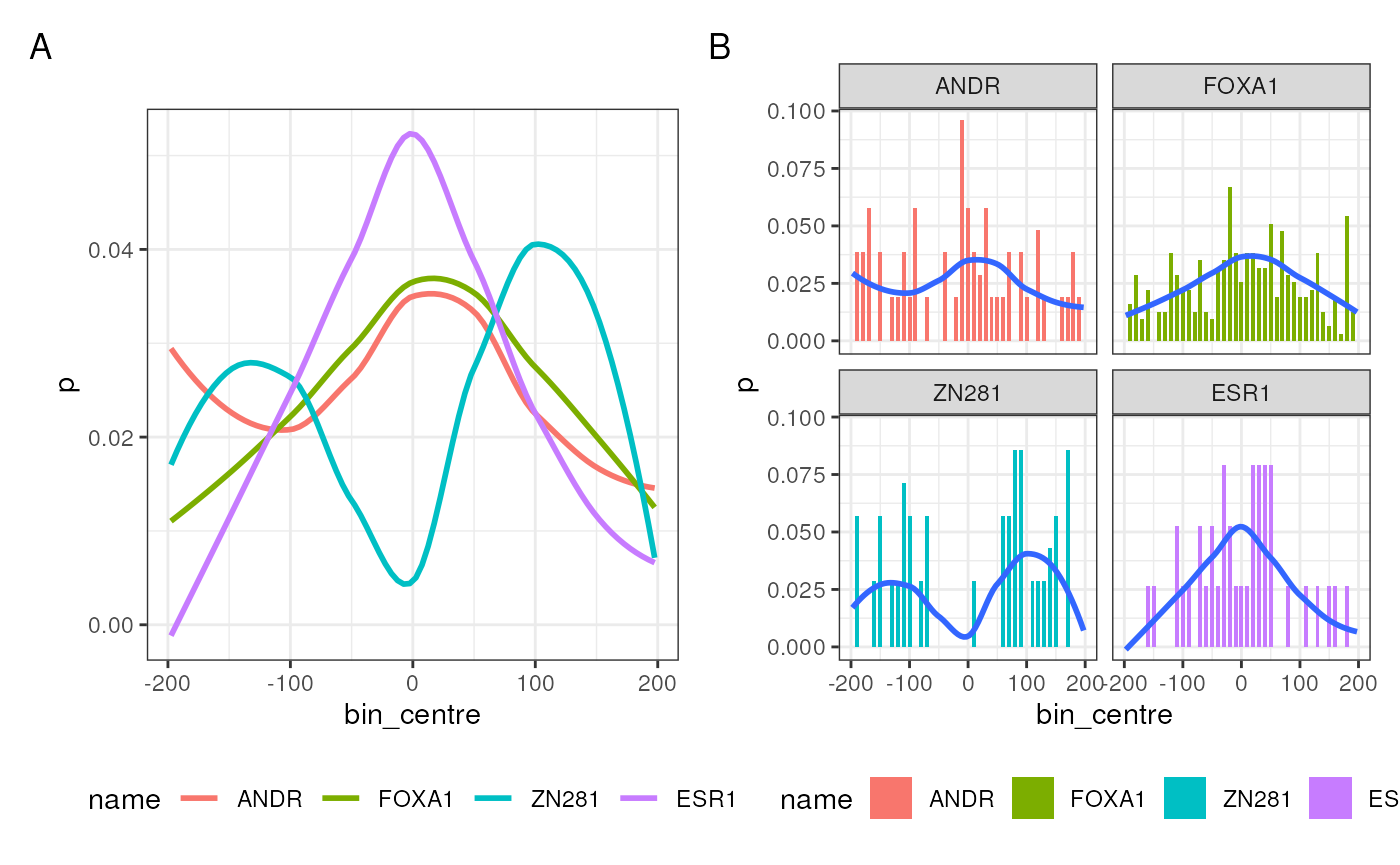 A
p
0.04
0.02
0.00
-200 -100 0 100 200
bin_centre
name ANDR FOXA1 ZN281 ESR1
B
p
ANDR FOXA1
0.100
0.075
0.050
0.025
0.000
ZN281 ESR1
0.100
0.075
0.050
0.025
0.000
-200 -100 0 100 200 -200 -100 0 100 200
bin_centre
name ANDR FOXA1 ZN281 ES